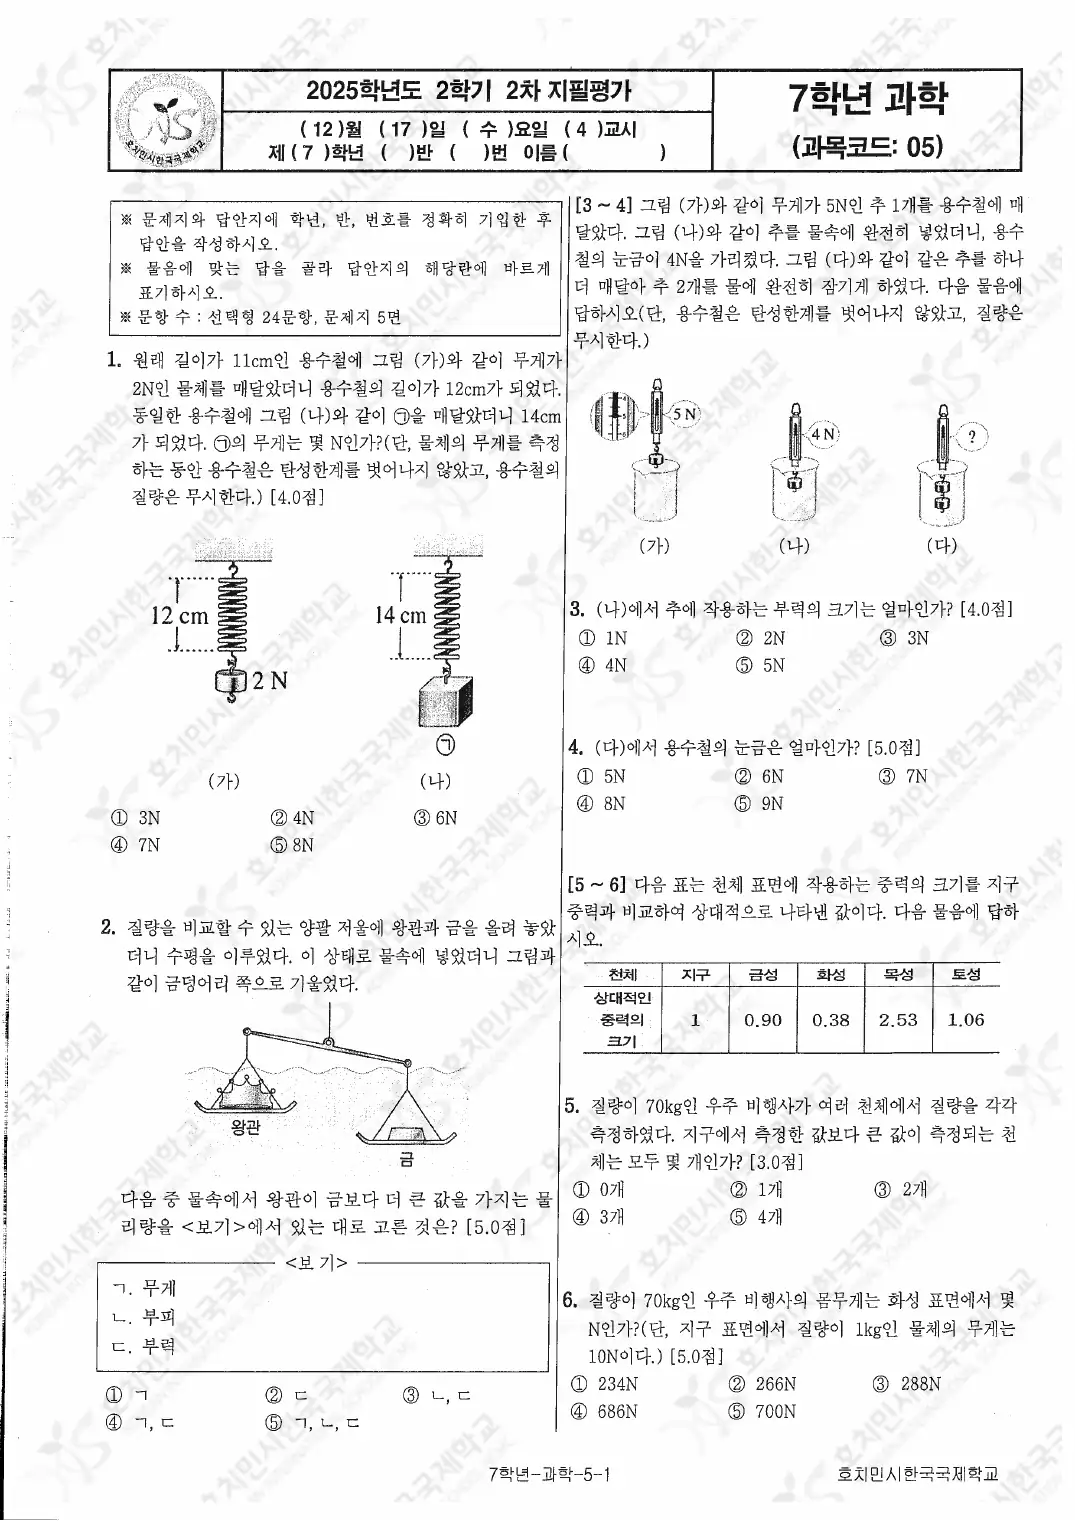 2025학년도 2학기 2차 지필평가
( 12 )월 ( 17 )일 ( 수 )요일 ( 4 )교시
제 ( 7 )학년 ( )반 ( )번 이름 ( )
7학년 과학
(과목코드: 05)
호치민시한국국제학교
※ 문제지와 답안지에 학년, 반, 번호를 정확히 기입한 후
답안을 작성하시오.
※ 물음에 맞는 답을 골라 답안지의 해당란에 바르게
표기하시오.
※ 문항 수 : 선택형 24문항, 문제지 5면
1. 원래 길이가 11cm인 용수철에 그림 (가)와 같이 무게가
2N인 물체를 매달았더니 용수철의 길이가 12cm가 되었다.
동일한 용수철에 그림 (나)와 같이 ㉠을 매달았더니 14cm
가 되었다. ㉠의 무게는 몇 N인가?(단, 물체의 무게를 측정
하는 동안 용수철은 탄성한계를 벗어나지 않았고, 용수철의
질량은 무시한다.) [4.0점]
12 cm
2 N
14 cm
㉠
(가) (나)
① 3N ② 4N ③ 6N
④ 7N ⑤ 8N
2. 질량을 비교할 수 있는 양팔 저울에 왕관과 금을 올려 놓았
더니 수평을 이루었다. 이 상태로 물속에 넣었더니 그림과
같이 금덩어리 쪽으로 기울었다.
왕관
금
다음 중 물속에서 왕관이 금보다 더 큰 값을 가지는 물
리량을 <보기>에서 있는 대로 고른 것은? [5.0점]
<보 기>
ㄱ. 무게
ㄴ. 부피
ㄷ. 부력
① ㄱ ② ㄷ ③ ㄴ, ㄷ
④ ㄱ, ㄷ ⑤ ㄱ, ㄴ, ㄷ
[3 ~ 4] 그림 (가)와 같이 무게가 5N인 추 1개를 용수철에 매
달았다. 그림 (나)와 같이 추를 물속에 완전히 넣었더니, 용수
철의 눈금이 4N을 가리켰다. 그림 (다)와 같이 같은 추를 하나
더 매달아 추 2개를 물에 완전히 잠기게 하였다. 다음 물음에
답하시오(단, 용수철은 탄성한계를 벗어나지 않았고, 질량은
무시한다.)
5 N
4 N
?
(가) (나) (다)
3. (나)에서 추에 작용하는 부력의 크기는 얼마인가? [4.0점]
① 1N ② 2N ③ 3N
④ 4N ⑤ 5N
4. (다)에서 용수철의 눈금은 얼마인가? [5.0점]
① 5N ② 6N ③ 7N
④ 8N ⑤ 9N
[5 ~ 6] 다음 표는 천체 표면에 작용하는 중력의 크기를 지구
중력과 비교하여 상대적으로 나타낸 값이다. 다음 물음에 답하
시오.
천체 지구 금성 화성 목성 토성
상대적인
중력의 1 0.90 0.38 2.53 1.06
크기
5. 질량이 70kg인 우주 비행사가 여러 천체에서 질량을 각각
측정하였다. 지구에서 측정한 값보다 큰 값이 측정되는 천
체는 모두 몇 개인가? [3.0점]
① 0개 ② 1개 ③ 2개
④ 3개 ⑤ 4개
6. 질량이 70kg인 우주 비행사의 몸무게는 화성 표면에서 몇
N인가?(단, 지구 표면에서 질량이 1kg인 물체의 무게는
10N이다.) [5.0점]
① 234N ② 266N ③ 288N
④ 686N ⑤ 700N
7학년-과학-5-1
호치민시한국국제학교